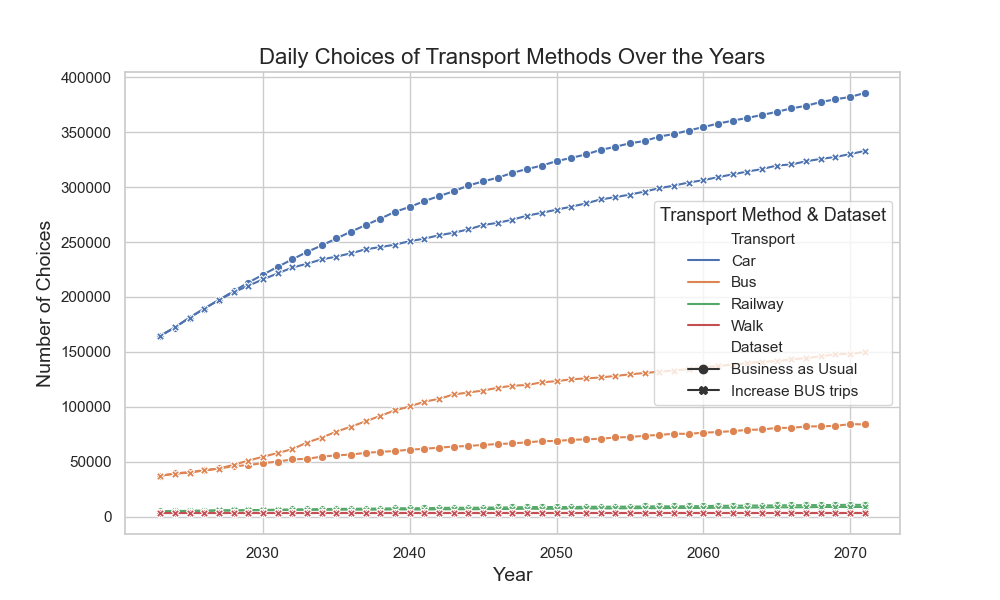 Daily Choices of Transport Methods Over the Years
400000
350000
300000
250000
200000
150000
100000
50000
0
Number of Choices
2030
2040
2050
2060
2070
Year
Transport Method & Dataset
Transport
Car
Bus
Railway
Walk
Dataset
Business as Usual
Increase BUS trips